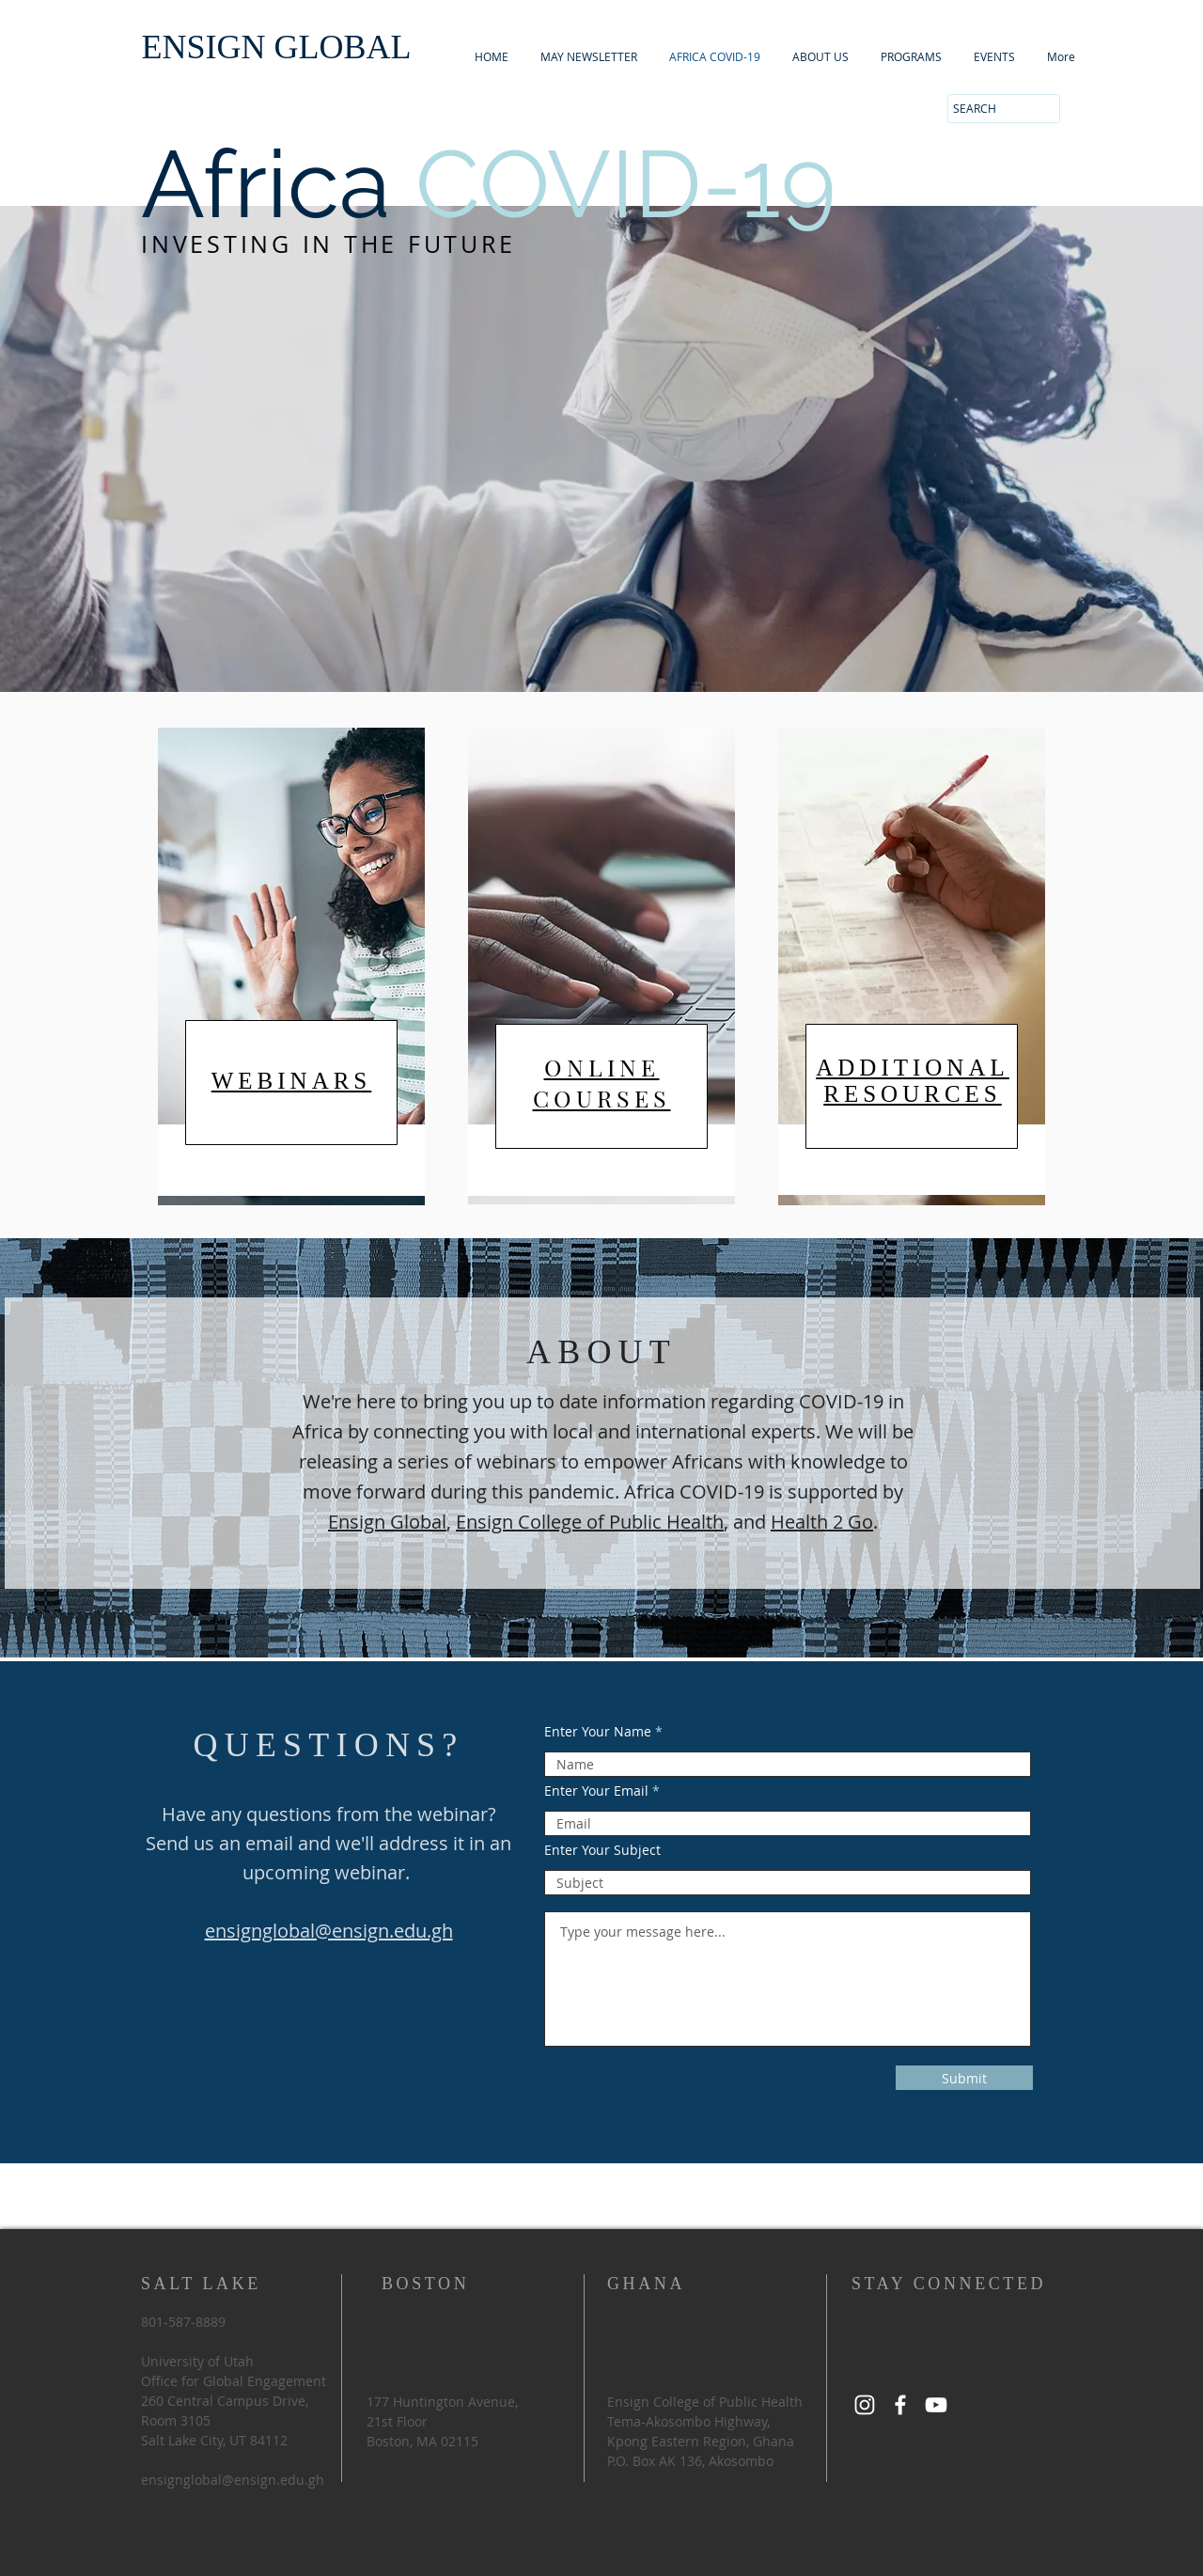 ENSIGN GLOBAL
HOME
MAY NEWSLETTER
AFRICA COVID-19
ABOUT US
PROGRAMS
EVENTS
More
SEARCH
Africa COVID-19
INVESTING IN THE FUTURE
WEBINARS
ONLINE
COURSES
ADDITIONAL
RESOURCES
ABOUT
We're here to bring you up to date information regarding COVID-19 in
Africa by connecting you with local and international experts. We will be
releasing a series of webinars to empower Africans with knowledge to
move forward during this pandemic. Africa COVID-19 is supported by
Ensign Global, Ensign College of Public Health, and Health 2 Go.
QUESTIONS?
Have any questions from the webinar?
Send us an email and we'll address it in an
upcoming webinar.
ensignglobal@ensign.edu.gh
Enter Your Name *
Name
Enter Your Email *
Email
Enter Your Subject
Subject
Type your message here...
Submit
SALT LAKE
801-587-8889
University of Utah
Office for Global Engagement
260 Central Campus Drive,
Room 3105
Salt Lake City, UT 84112
ensignglobal@ensign.edu.gh
BOSTON
177 Huntington Avenue,
21st Floor
Boston, MA 02115
GHANA
Ensign College of Public Health
Tema-Akosombo Highway,
Kpong Eastern Region, Ghana
P.O. Box AK 136, Akosombo
STAY CONNECTED